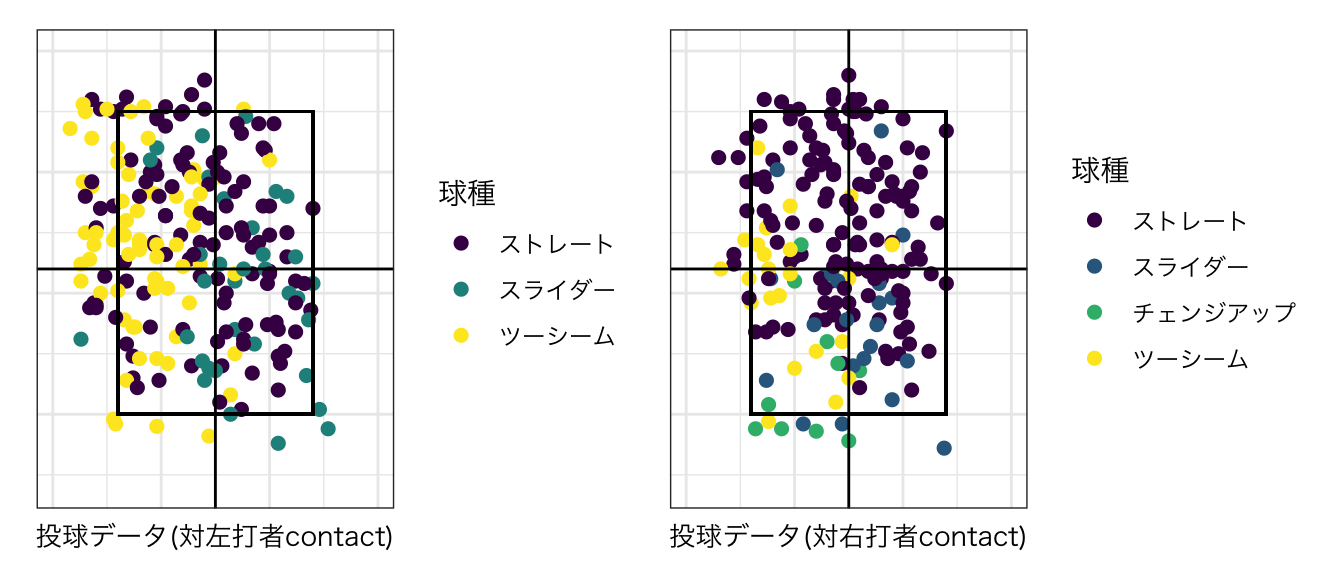 球種
ストレート
スライダー
ツーシーム
投球データ(対左打者contact)
球種
ストレート
スライダー
チェンジアップ
ツーシーム
投球データ(対右打者contact)